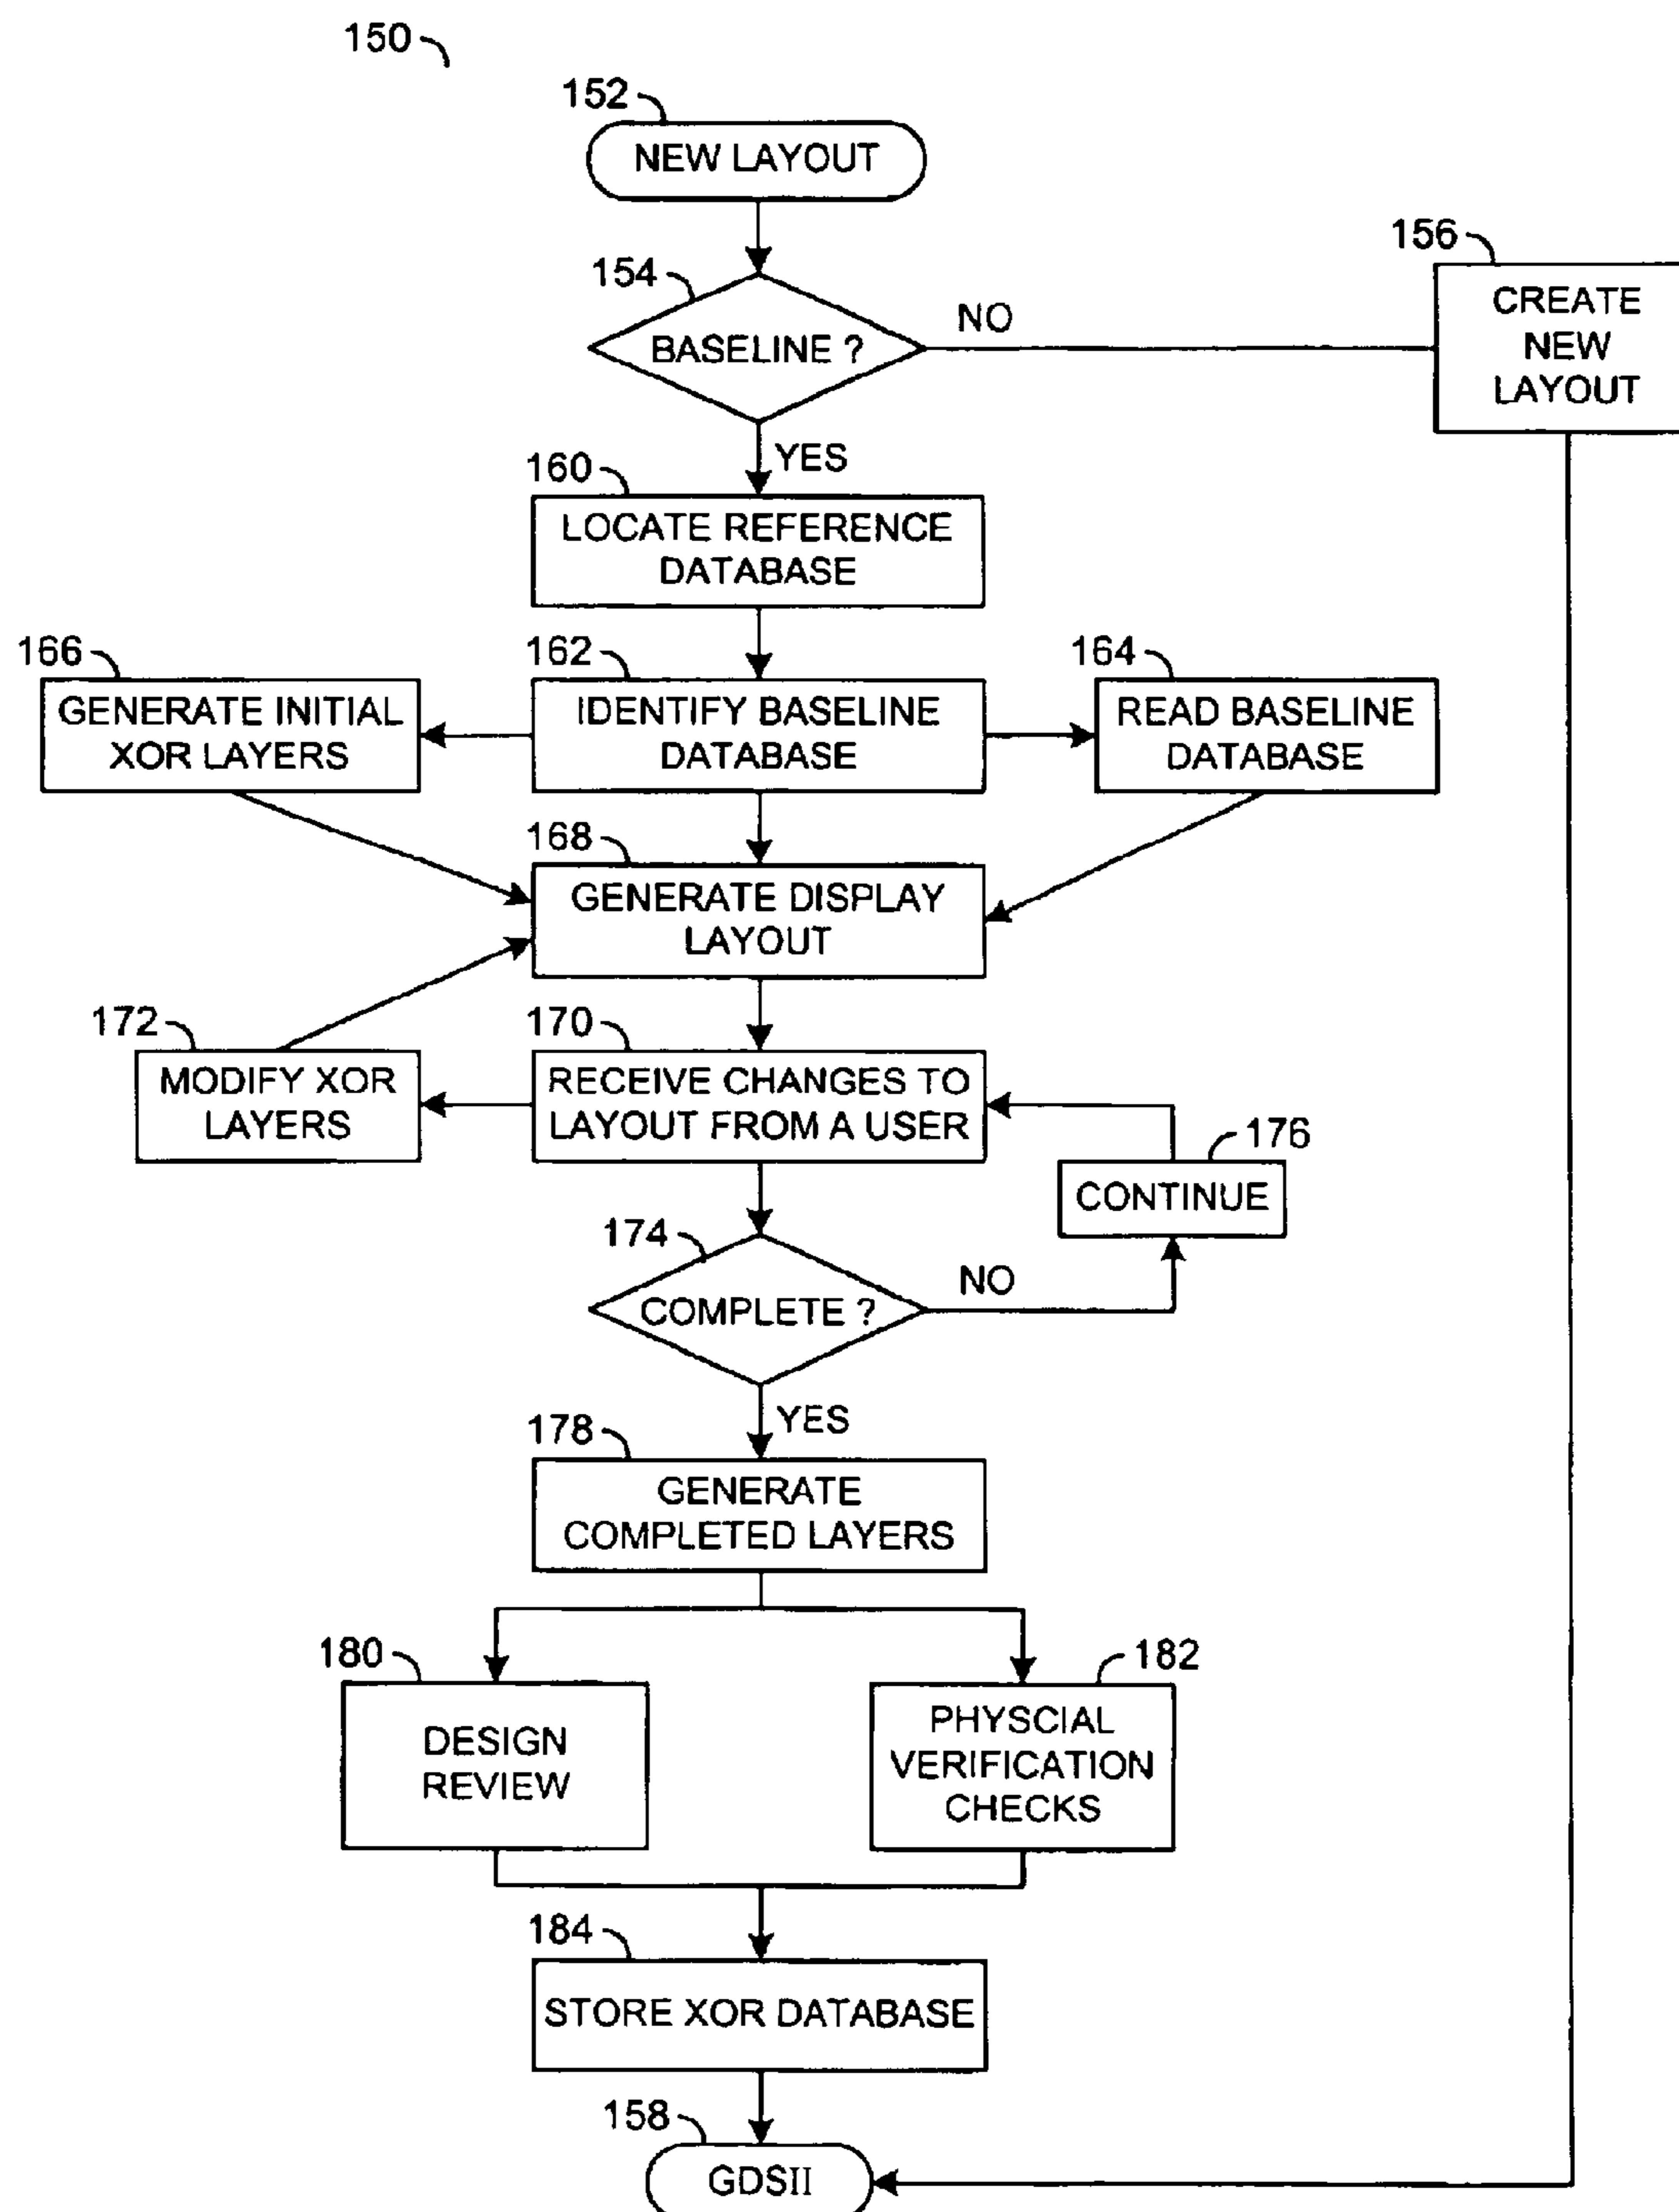 150
152
NEW LAYOUT
154
BASELINE ?
NO
156
CREATE
NEW
LAYOUT
YES
160
LOCATE REFERENCE
DATABASE
166
GENERATE INITIAL
XOR LAYERS
162
IDENTIFY BASELINE
DATABASE
164
READ BASELINE
DATABASE
168
GENERATE DISPLAY
LAYOUT
172
MODIFY XOR
LAYERS
170
RECEIVE CHANGES TO
LAYOUT FROM A USER
176
CONTINUE
174
COMPLETE ?
NO
YES
178
GENERATE
COMPLETED LAYERS
180
DESIGN
REVIEW
182
PHYSCIAL
VERIFICATION
CHECKS
184
STORE XOR DATABASE
158
GDSII